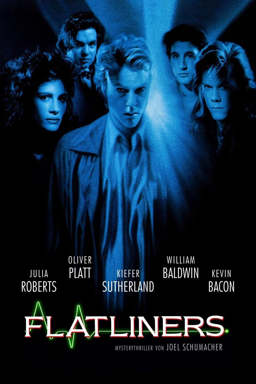 OLIVER
PLATT
WILLIAM
BALDWIN
JULIA
ROBERTS
KIEFER
SUTHERLAND
KEVIN
BACON
FLATLINERS
MYSTERYTHRILLER VON JOEL SCHUMACHER